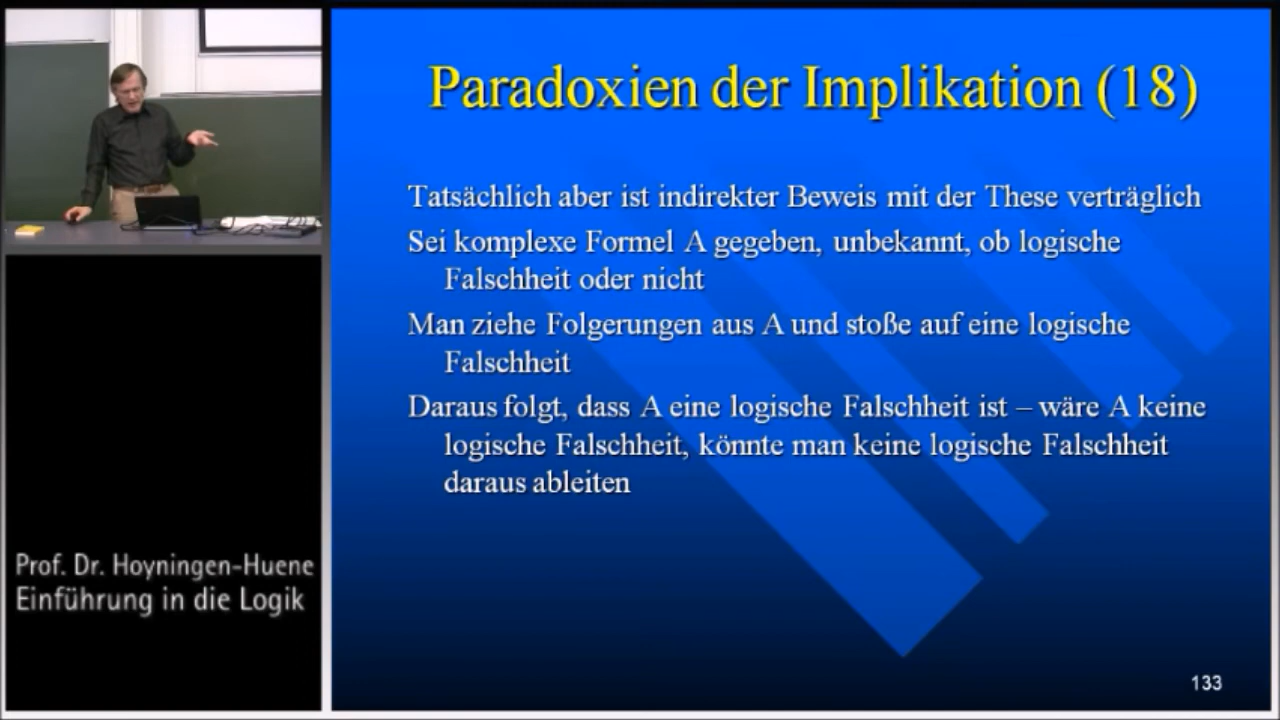 Paradoxien der Implikation (18)
Tatsächlich aber ist indirekter Beweis mit der These verträglich
Sei komplexe Formel A gegeben, unbekannt, ob logische
Falschheit oder nicht
Man ziehe Folgerungen aus A und stoße auf eine logische
Falschheit
Daraus folgt, dass A eine logische Falschheit ist – wäre A keine
logische Falschheit, könnte man keine logische Falschheit
daraus ableiten
Prof. Dr. Hoyningen-Huene
Einführung in die Logik
133